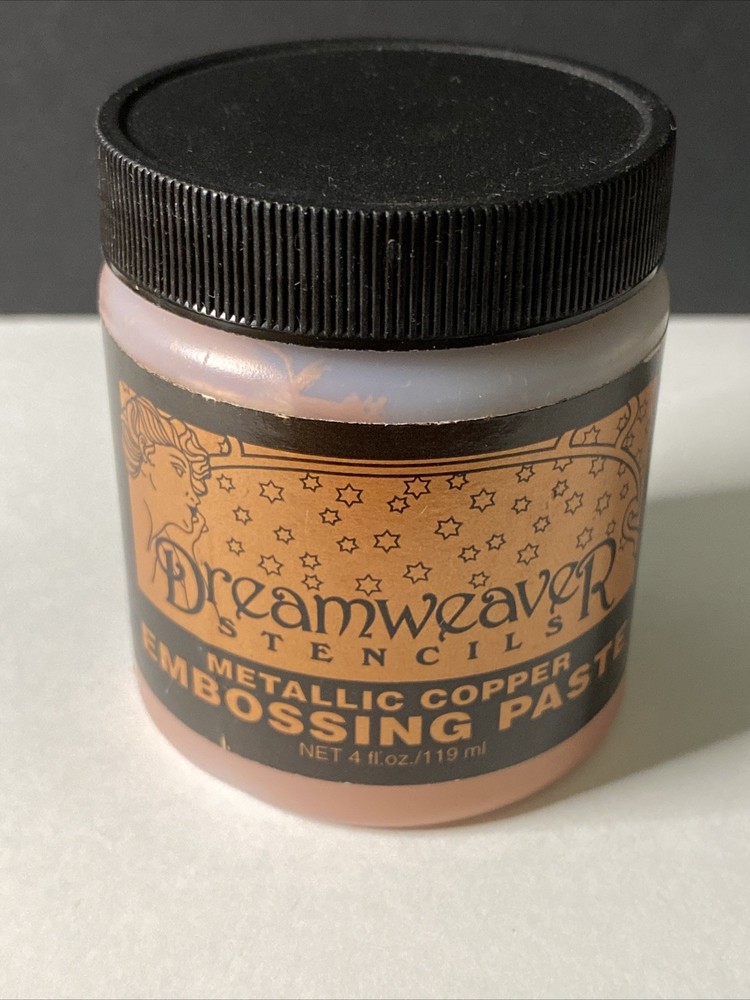 DreamweaveR
STENCILS
METALLIC COPPER
EMBOSSING PASTE
NET 4 fl.oz./119 ml